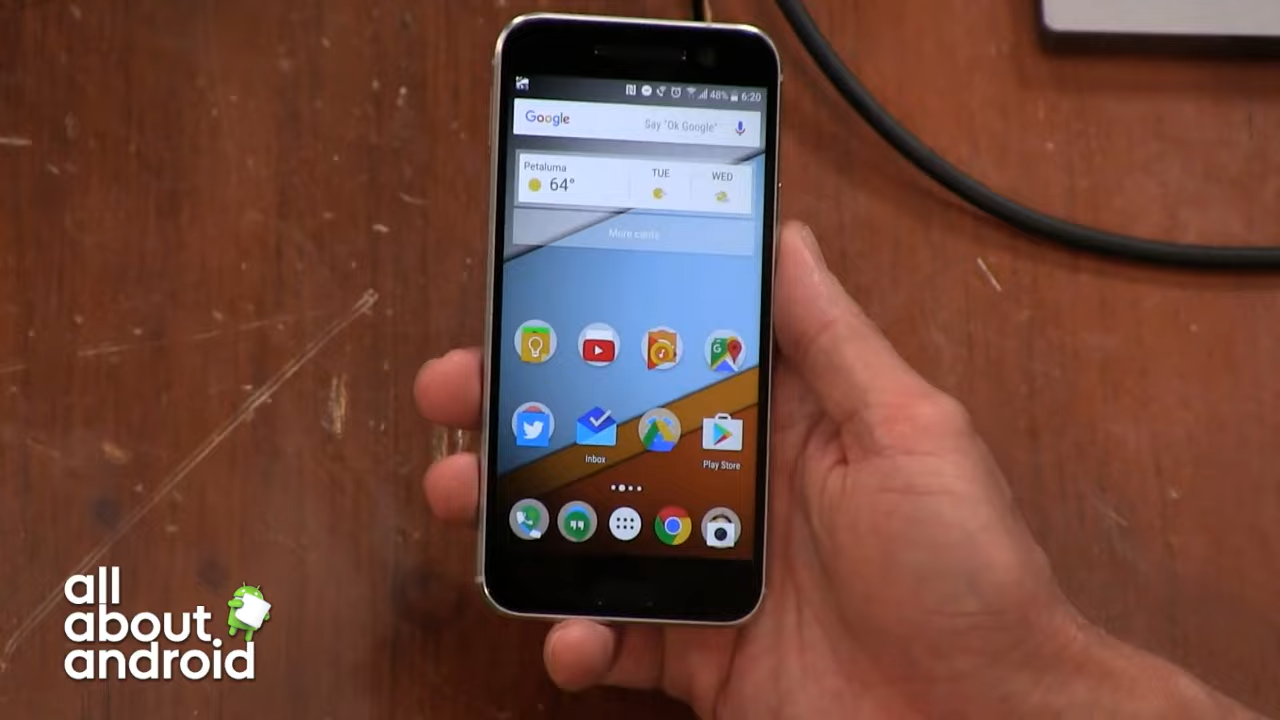 48% 6:20
Google
Say "Ok Google"
Petaluma
64°
TUE
WED
More cards
G
Inbox
Play Store
all
about
android